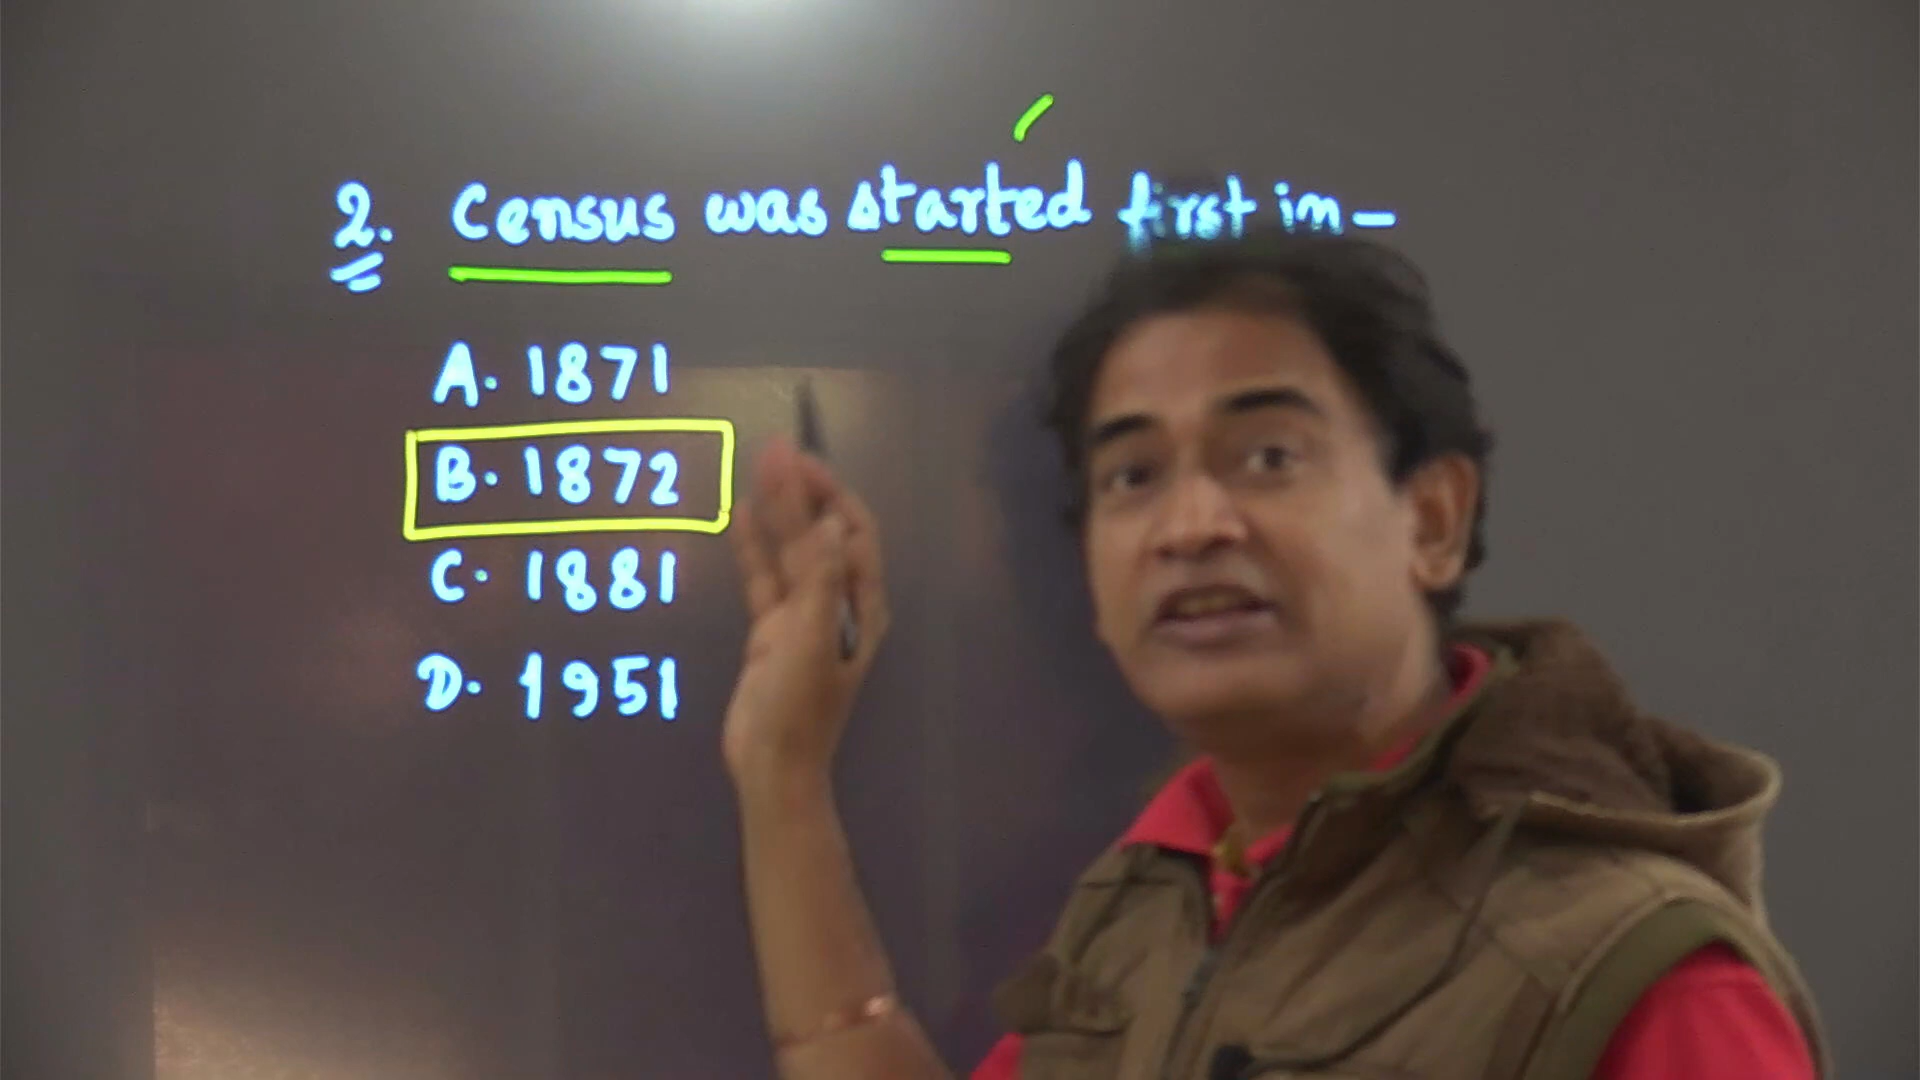 2. Census was started first in -
A. 1871
B. 1872
C. 1881
D. 1951